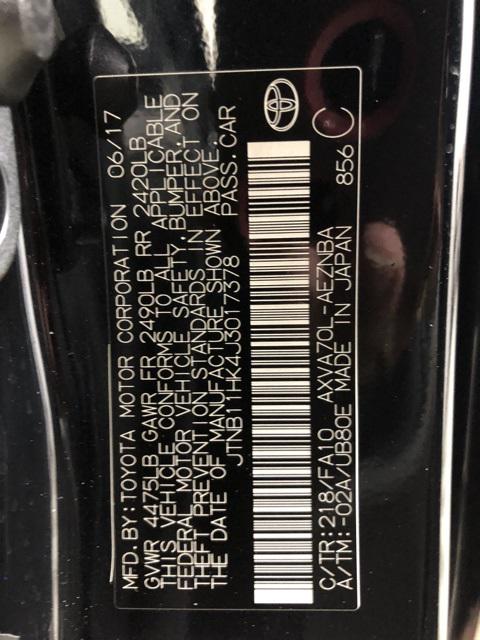 MFD. BY: TOYOTA MOTOR CORPORATION 06/17
GVWR 4475LB GAWR FR 2490LB RR 2420LB
THIS VEHICLE CONFORMS TO ALL APPLICABLE
FEDERAL MOTOR VEHICLE SAFETY, BUMPER, AND
THEFT PREVENTION STANDARDS IN EFFECT ON
THE DATE OF MANUFACTURE SHOWN ABOVE.
JTNB11HK4J3017378 PASS. CAR
C/TR: 218/FA10 AXVA70L-AEZNBA
A/TM: -02A/UB80E MADE IN JAPAN 856 C